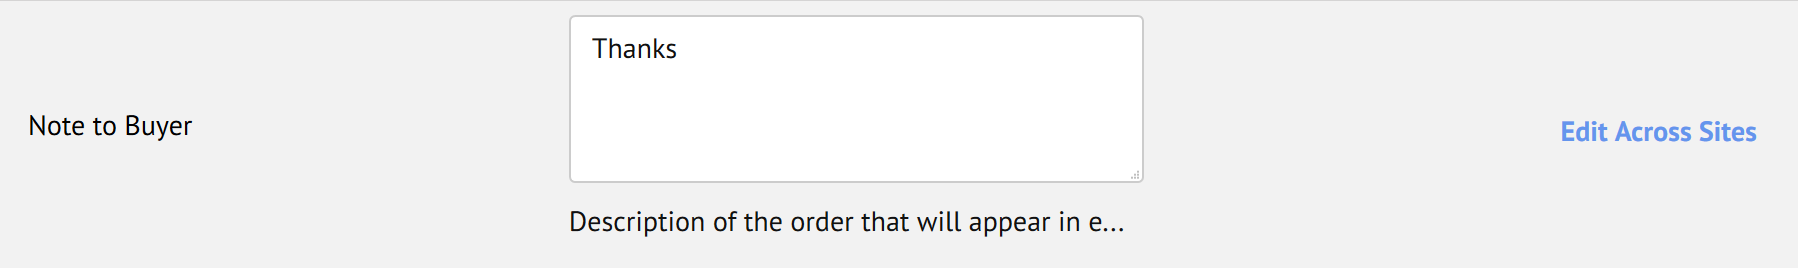 Thanks
Note to Buyer
Edit Across Sites
Description of the order that will appear in e...